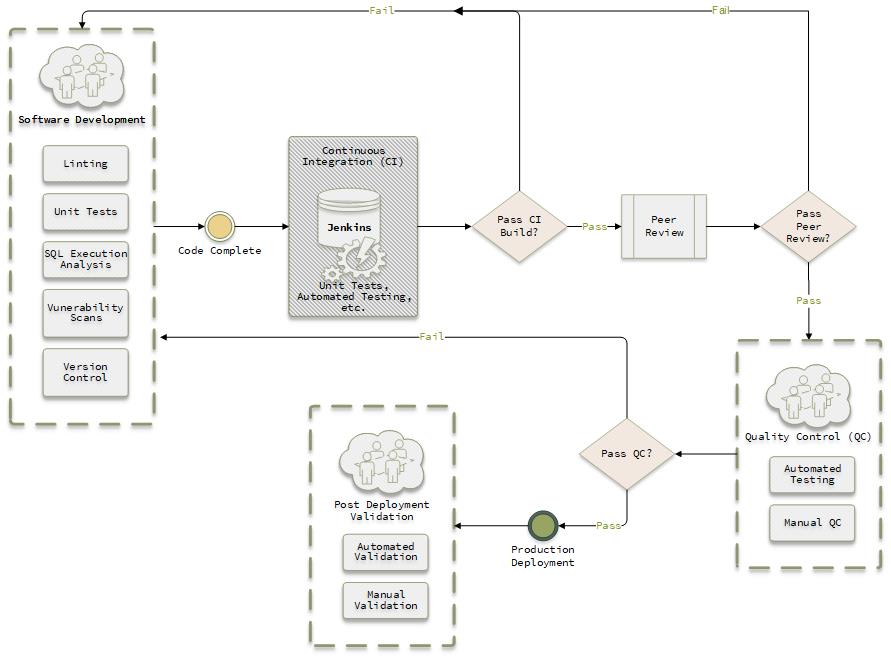 Fail
Fail
Software Development
Linting
Unit Tests
SQL Execution
Analysis
Vunerability
Scans
Version
Control
Code Complete
Continuous
Integration (CI)
Jenkins
Unit Tests,
Automated Testing,
etc.
Pass CI
Build?
Pass
Peer
Review
Pass
Peer
Review?
Pass
Fail
Quality Control (QC)
Automated
Testing
Manual QC
Pass QC?
Pass
Production
Deployment
Post Deployment
Validation
Automated
Validation
Manual
Validation